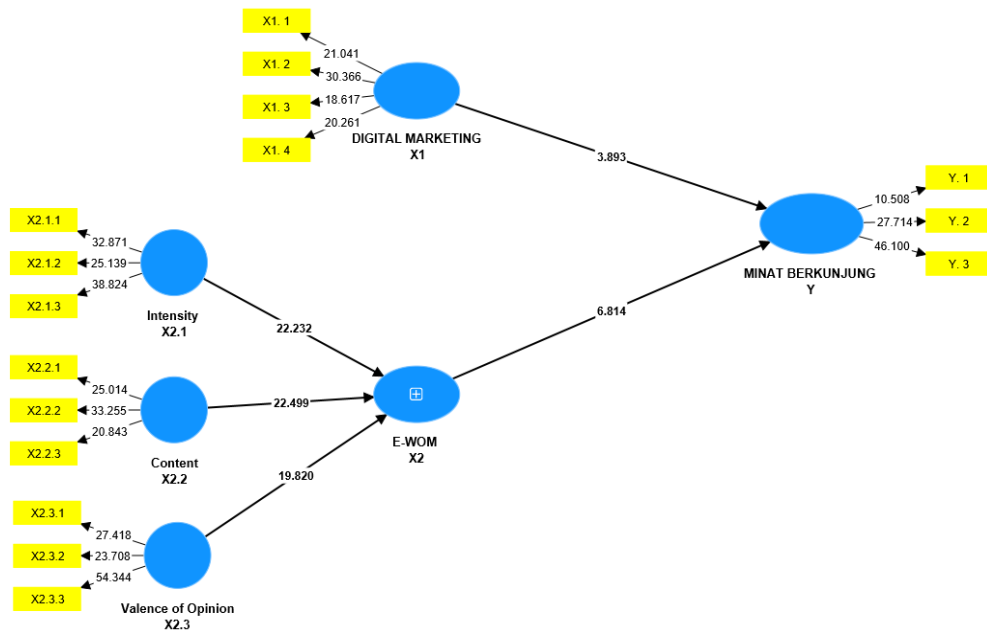 X1. 1
X1. 2
X1. 3
X1. 4
21.041
30.366
18.617
20.261
DIGITAL MARKETING
X1
3.893
X2.1.1
X2.1.2
X2.1.3
32.871
25.139
38.824
Intensity
X2.1
22.232
X2.2.1
X2.2.2
X2.2.3
25.014
33.255
20.843
Content
X2.2
22.499
X2.3.1
X2.3.2
X2.3.3
27.418
23.708
54.344
Valence of Opinion
X2.3
19.820
E-WOM
X2
6.814
MINAT BERKUNJUNG
Y
10.508
27.714
46.100
Y. 1
Y. 2
Y. 3